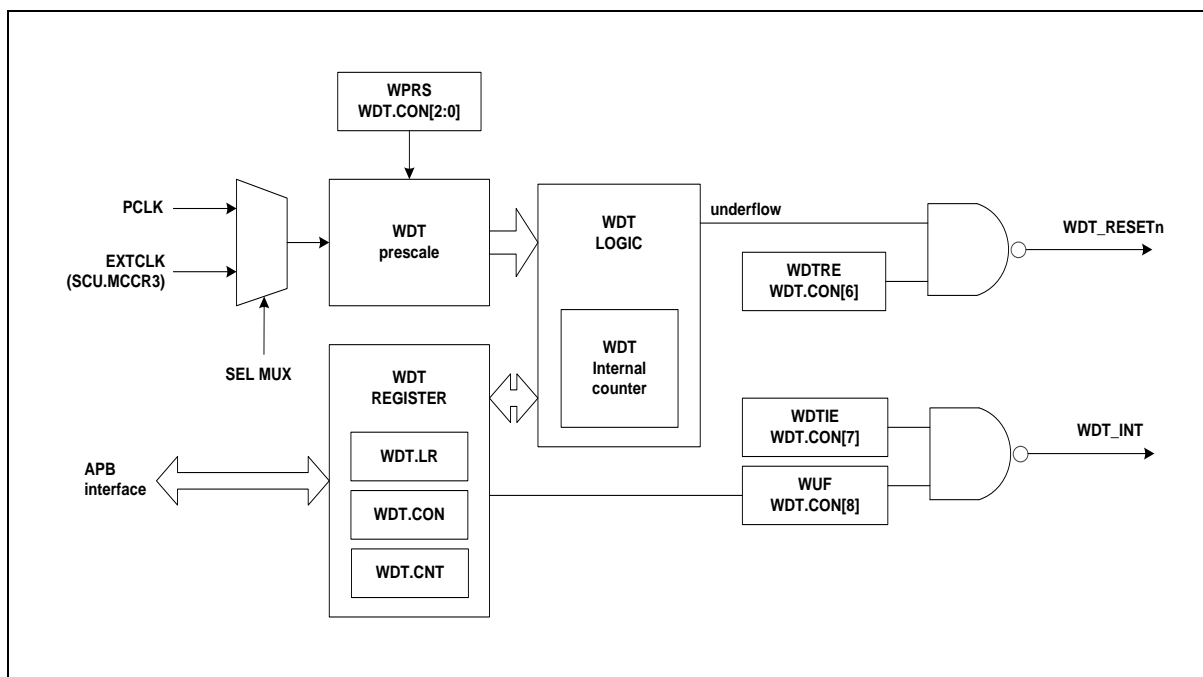 WPRS
WDT.CON[2:0]
PCLK
EXTCLK
(SCU.MCCR3)
SEL MUX
WDT
prescale
WDT
LOGIC
WDT
Internal
counter
underflow
WDTRE
WDT.CON[6]
WDT_RESETn
WDT
REGISTER
WDT.LR
WDT.CON
WDT.CNT
APB
interface
WDTIE
WDT.CON[7]
WUF
WDT.CON[8]
WDT_INT